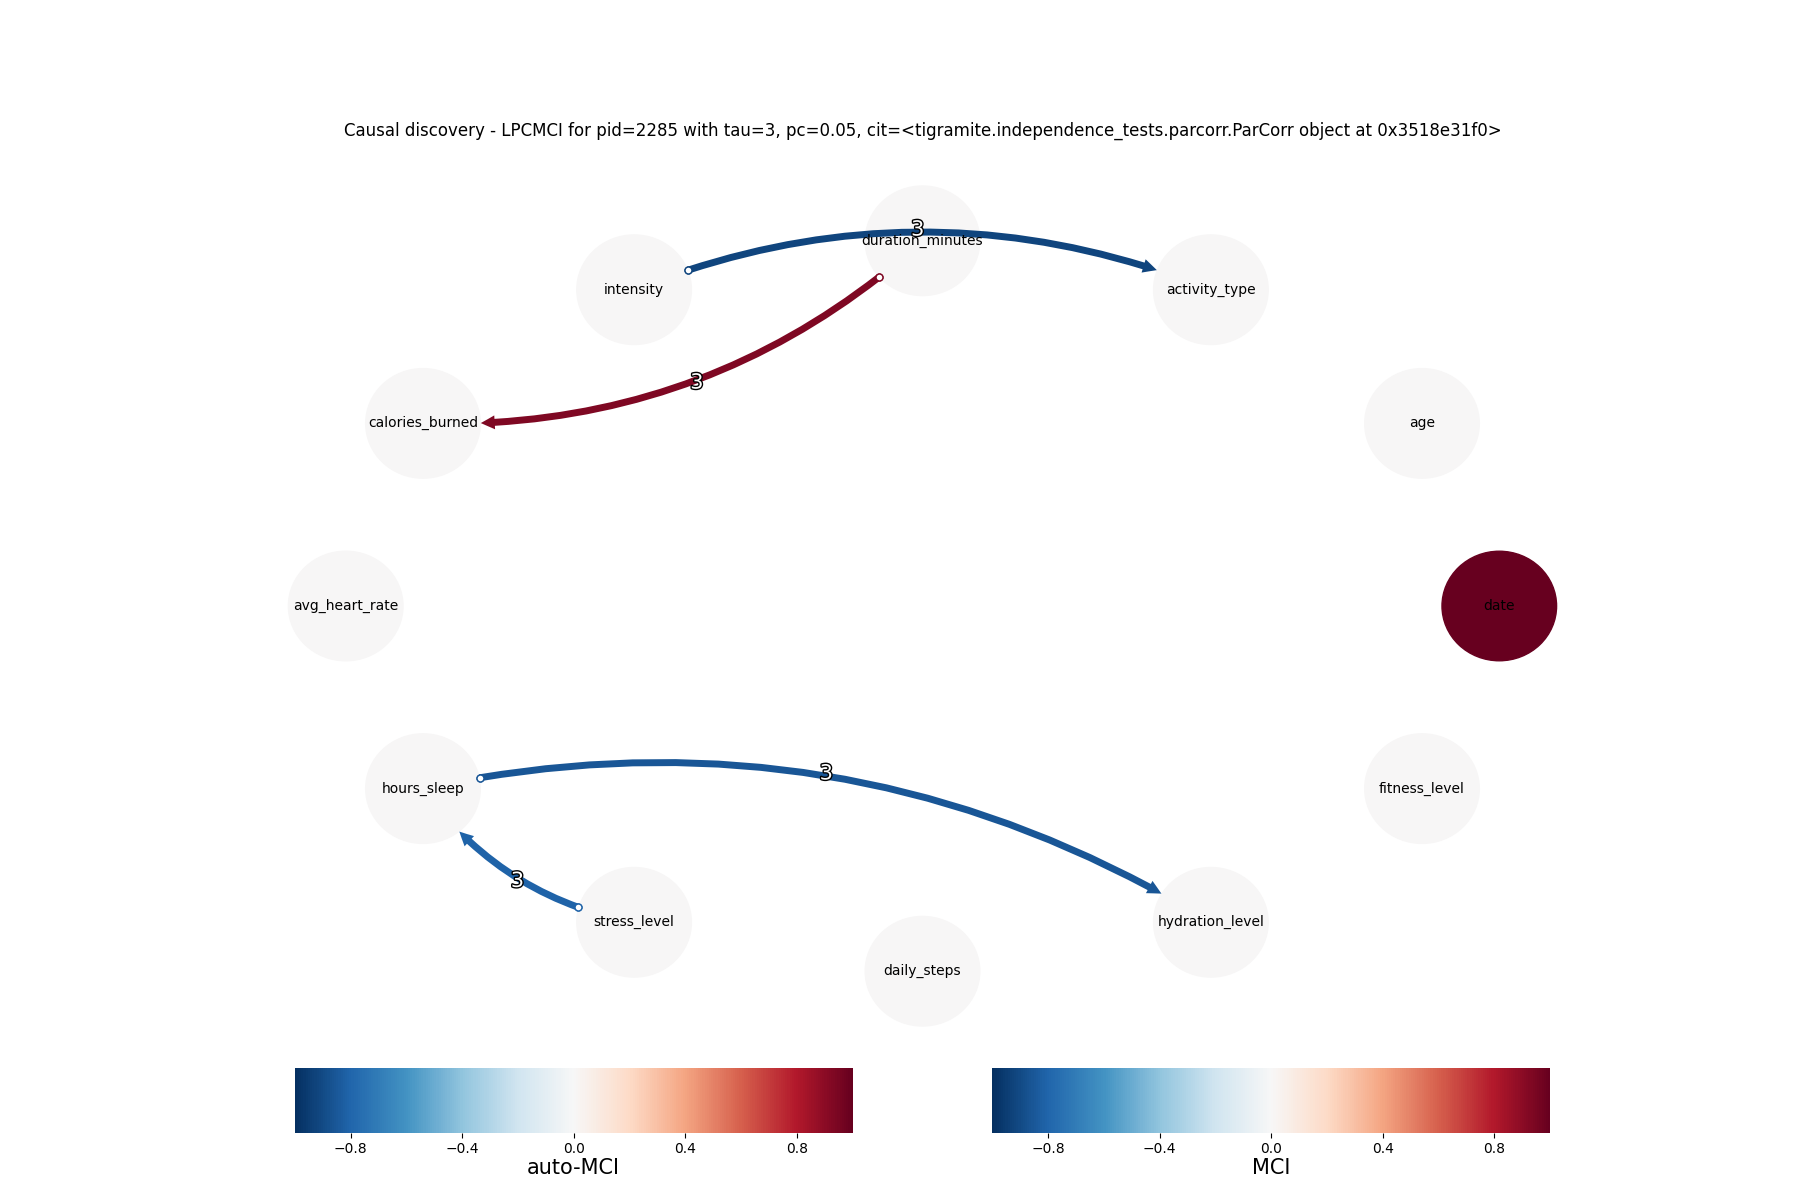 Causal discovery - LPCMCI for pid=2285 with tau=3, pc=0.05, cit=<tigramite.independence_tests.parcorr.ParCorr object at 0x3518e31f0>
3
duration_minutes
intensity
activity_type
3
calories_burned
age
avg_heart_rate
date
3
hours_sleep
fitness_level
3
stress_level
hydration_level
daily_steps
−0.8 −0.4 0.0 0.4 0.8
auto-MCI
−0.8 −0.4 0.0 0.4 0.8
MCI